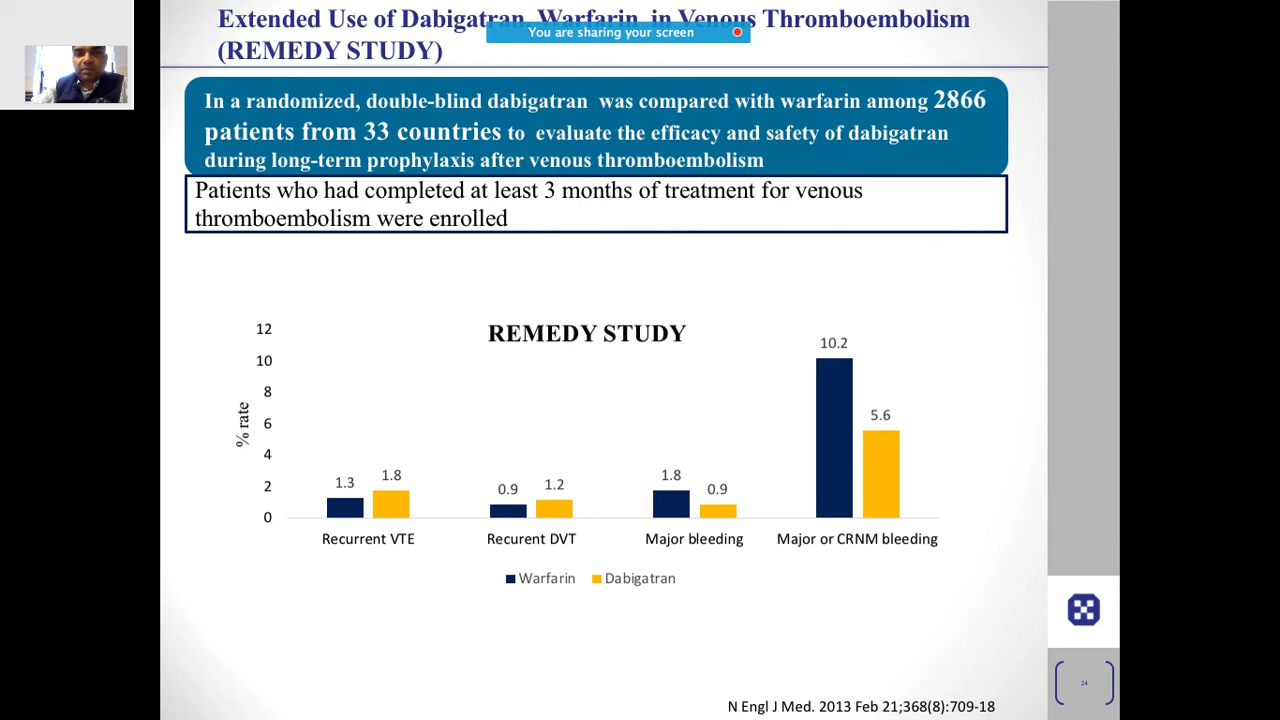 Extended Use of Dabigatran, Warfarin in Venous Thromboembolism
You are sharing your screen
(REMEDY STUDY)
In a randomized, double-blind dabigatran was compared with warfarin among 2866
patients from 33 countries to evaluate the efficacy and safety of dabigatran
during long-term prophylaxis after venous thromboembolism
Patients who had completed at least 3 months of treatment for venous
thromboembolism were enrolled
REMEDY STUDY
% rate
12
10
8
6
4
2
0
1.3
1.8
0.9
1.2
1.8
0.9
10.2
5.6
Recurrent VTE
Recurent DVT
Major bleeding
Major or CRNM bleeding
Warfarin
Dabigatran
24
N Engl J Med. 2013 Feb 21;368(8):709-18